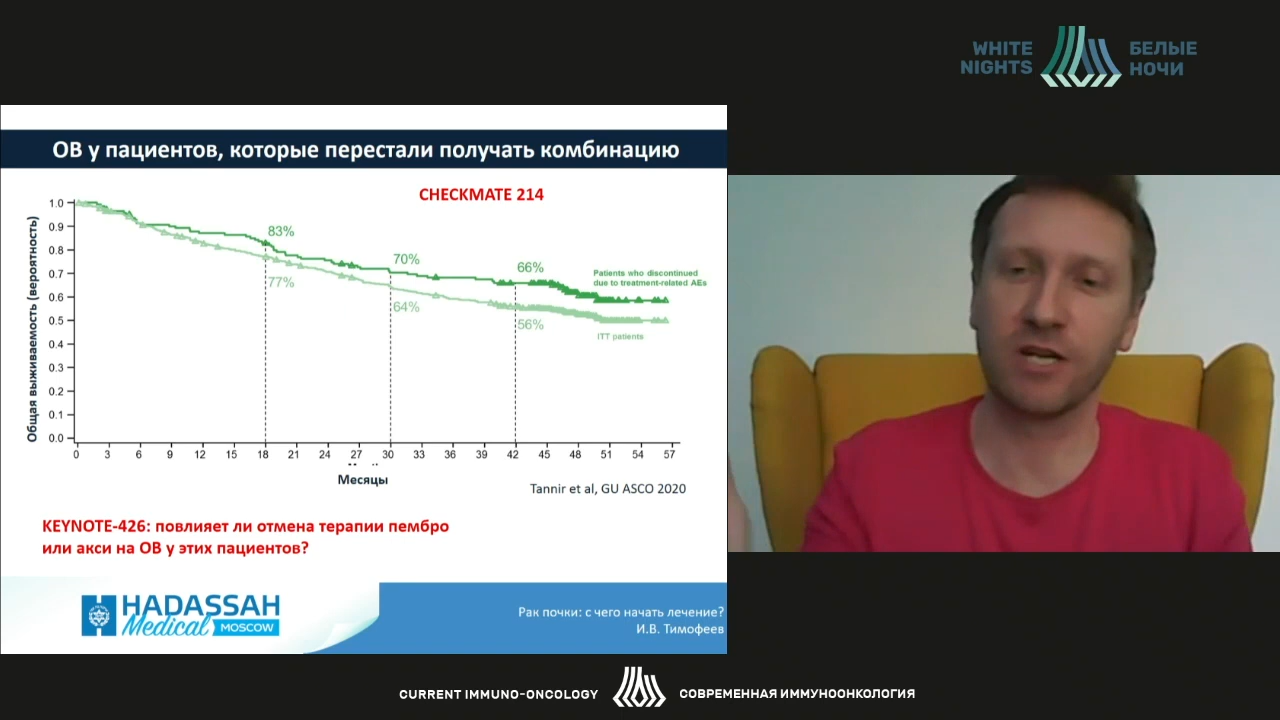 WHITE
NIGHTS
БЕЛЫЕ
НОЧИ
ОВ у пациентов, которые перестали получать комбинацию
CHECKMATE 214
Общая выживаемость (вероятность)
1.0
0.9
0.8
0.7
0.6
0.5
0.4
0.3
0.2
0.1
0.0
83%
77%
70%
64%
66%
56%
Patients who discontinued
due to treatment-related AEs
ITT patients
0 3 6 9 12 15 18 21 24 27 30 33 36 39 42 45 48 51 54 57
Месяцы
Tannir et al, GU ASCO 2020
KEYNOTE-426: повлияет ли отмена терапии пембро
или акси на ОВ у этих пациентов?
HADASSAH
Medical MOSCOW
Рак почки: с чего начать лечение?
И.В. Тимофеев
CURRENT IMMUNO-ONCOLOGY
СОВРЕМЕННАЯ ИММУНООНКОЛОГИЯ